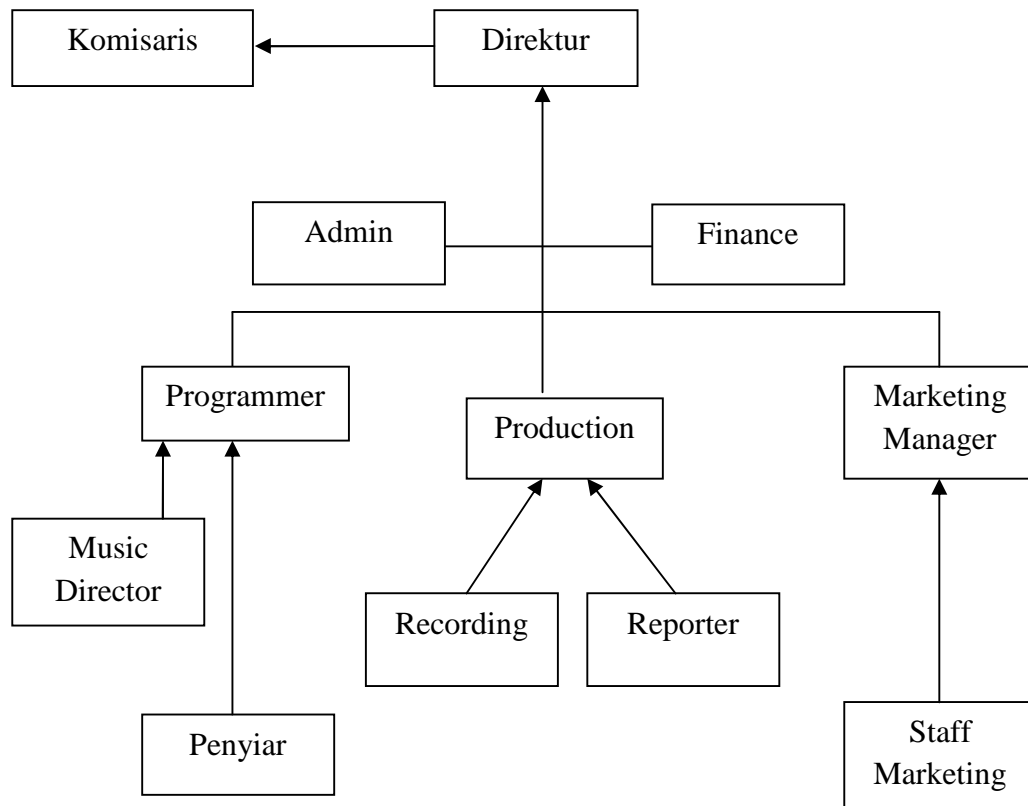 Komisaris
Direktur
Admin
Finance
Programmer
Production
Marketing
Manager
Music
Director
Recording
Reporter
Penyiar
Staff
Marketing